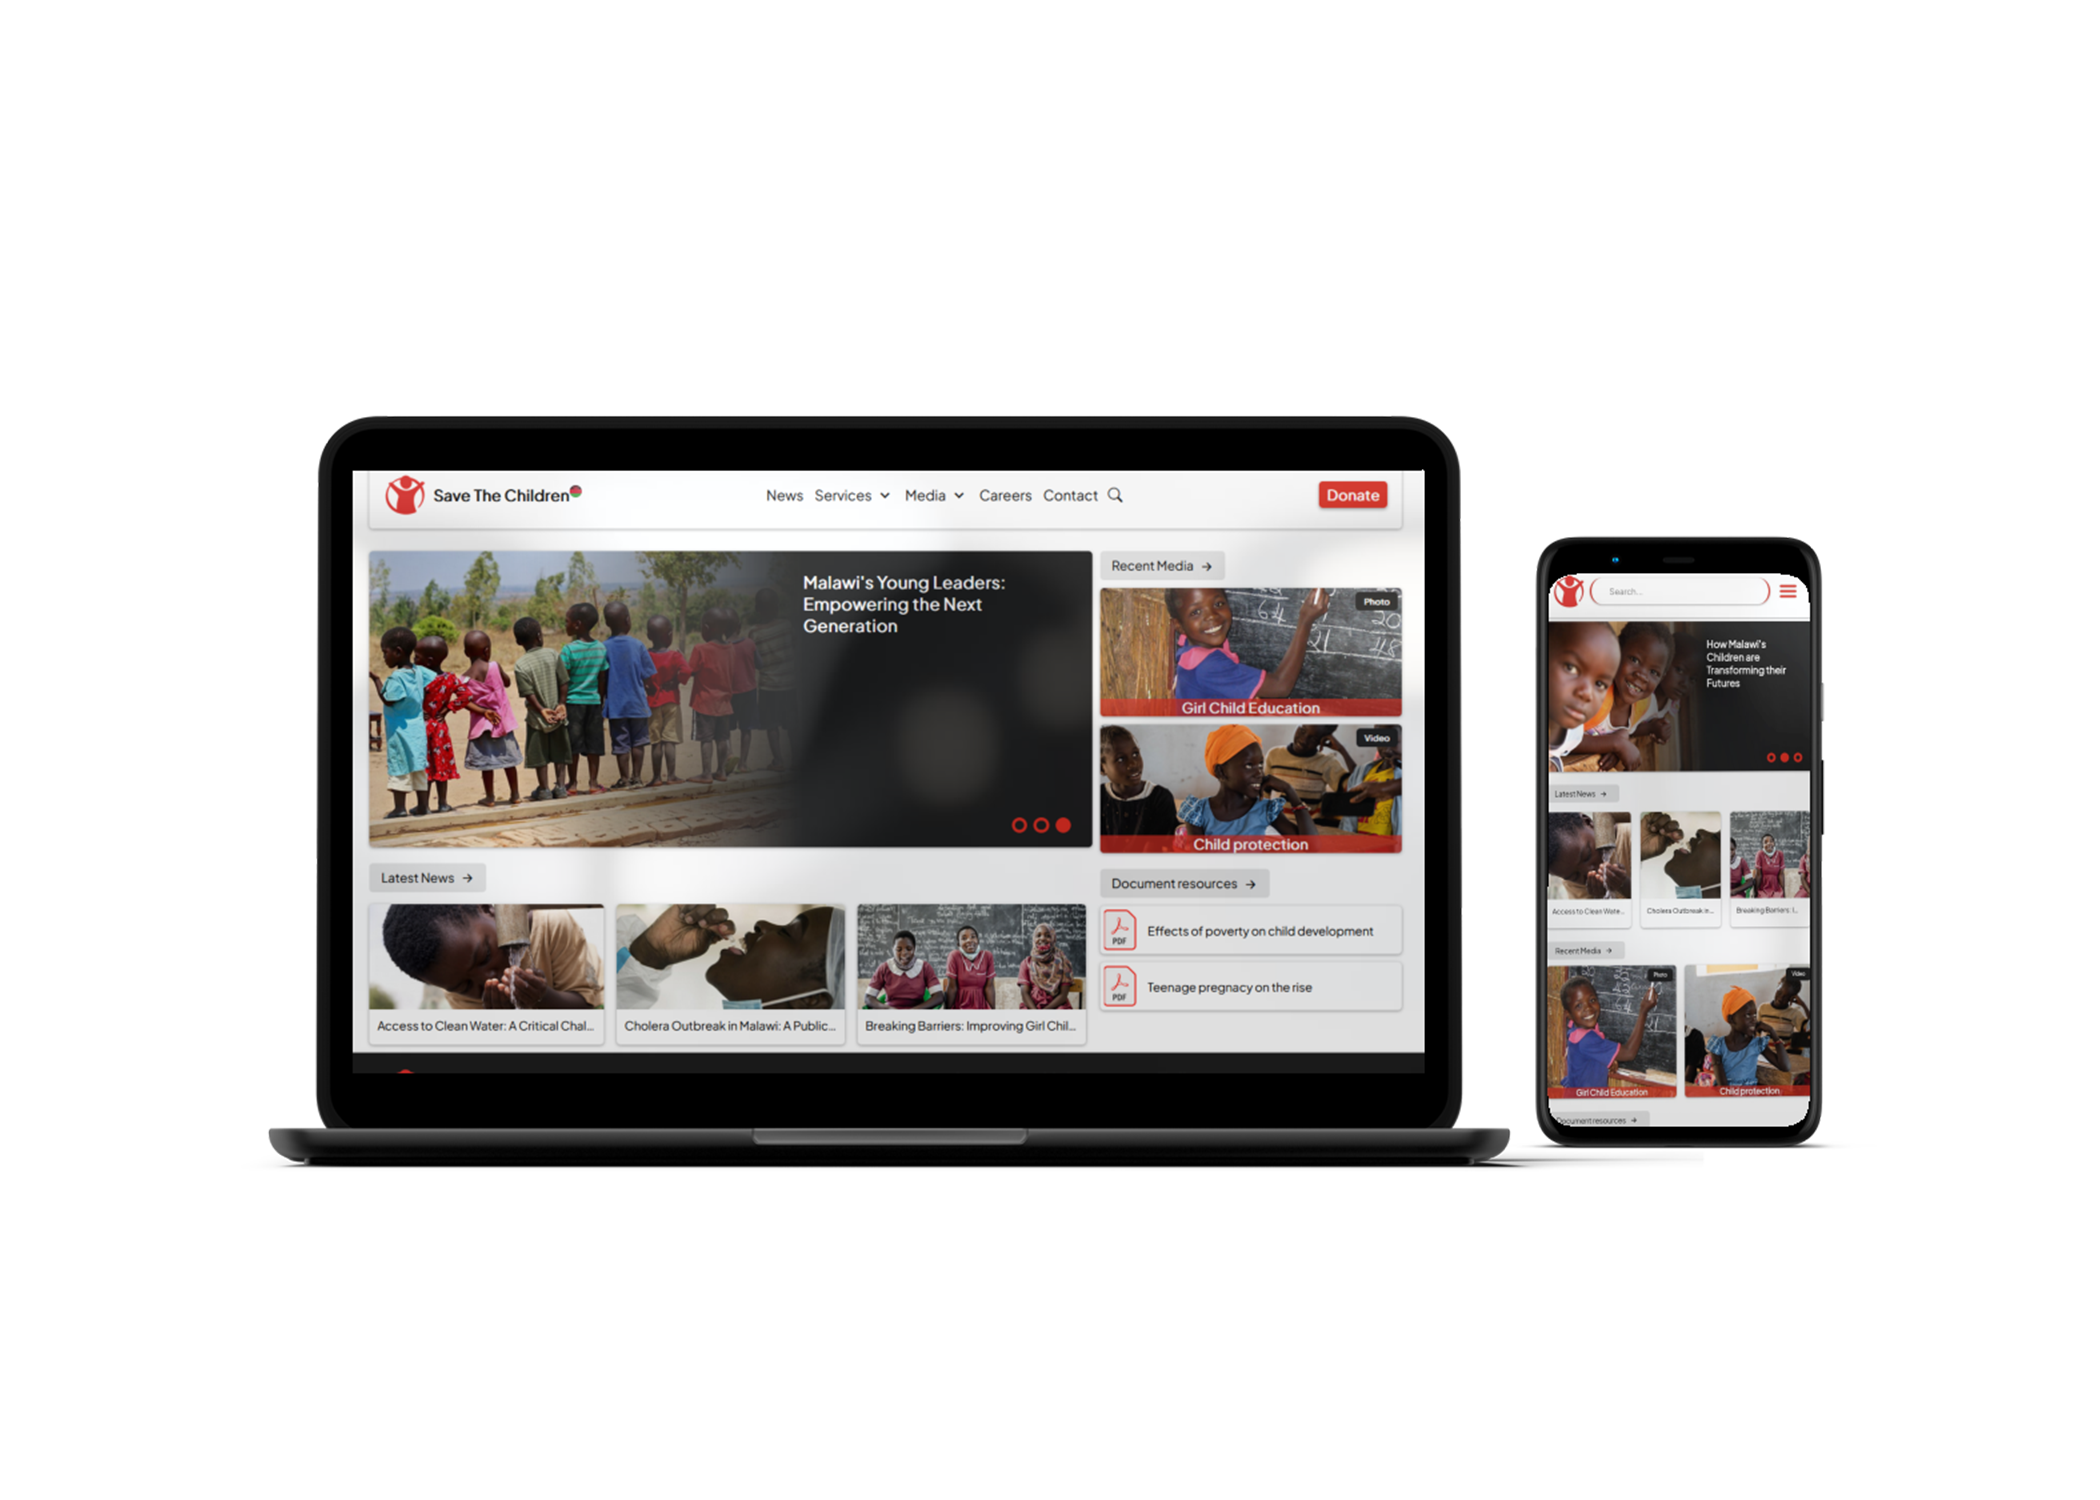 Save The Children
News Services Media Careers Contact
Donate
Malawi's Young Leaders:
Empowering the Next
Generation
Recent Media →
Photo
Girl Child Education
Video
Child protection
Latest News →
Access to Clean Water: A Critical Chal...
Cholera Outbreak in Malawi: A Public...
Breaking Barriers: Improving Girl Chil...
Document resources →
PDF
Effects of poverty on child development
PDF
Teenage pregnancy on the rise
Search...
How Malawi's
Children are
Transforming their
Futures
Latest News →
Access to Clean Wate...
Cholera Outbreak in...
Breaking Barriers: I...
Recent Media →
Photo
Girl Child Education
Video
Child protection
Document resources →